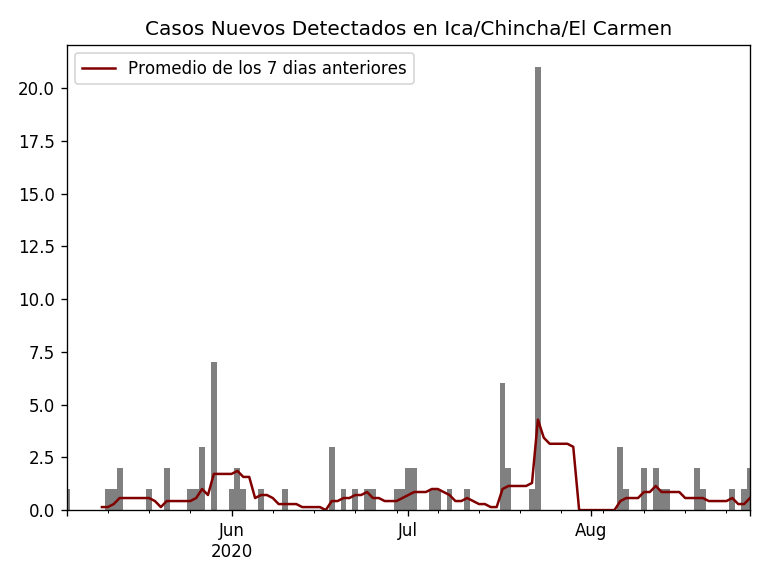 Casos Nuevos Detectados en Ica/Chincha/El Carmen
Promedio de los 7 dias anteriores
20.0
17.5
15.0
12.5
10.0
7.5
5.0
2.5
0.0
Jun
2020
Jul
Aug